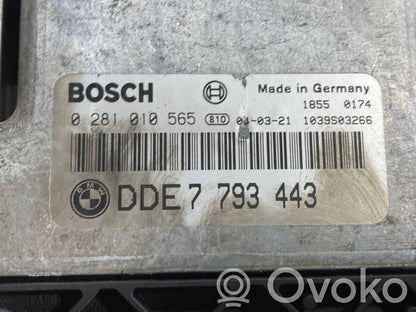 BOSCH Made in Germany
1855 0174
0 281 010 565 810 04-03-21 1039S03266
BMW DDE 7 793 443
OVOKO